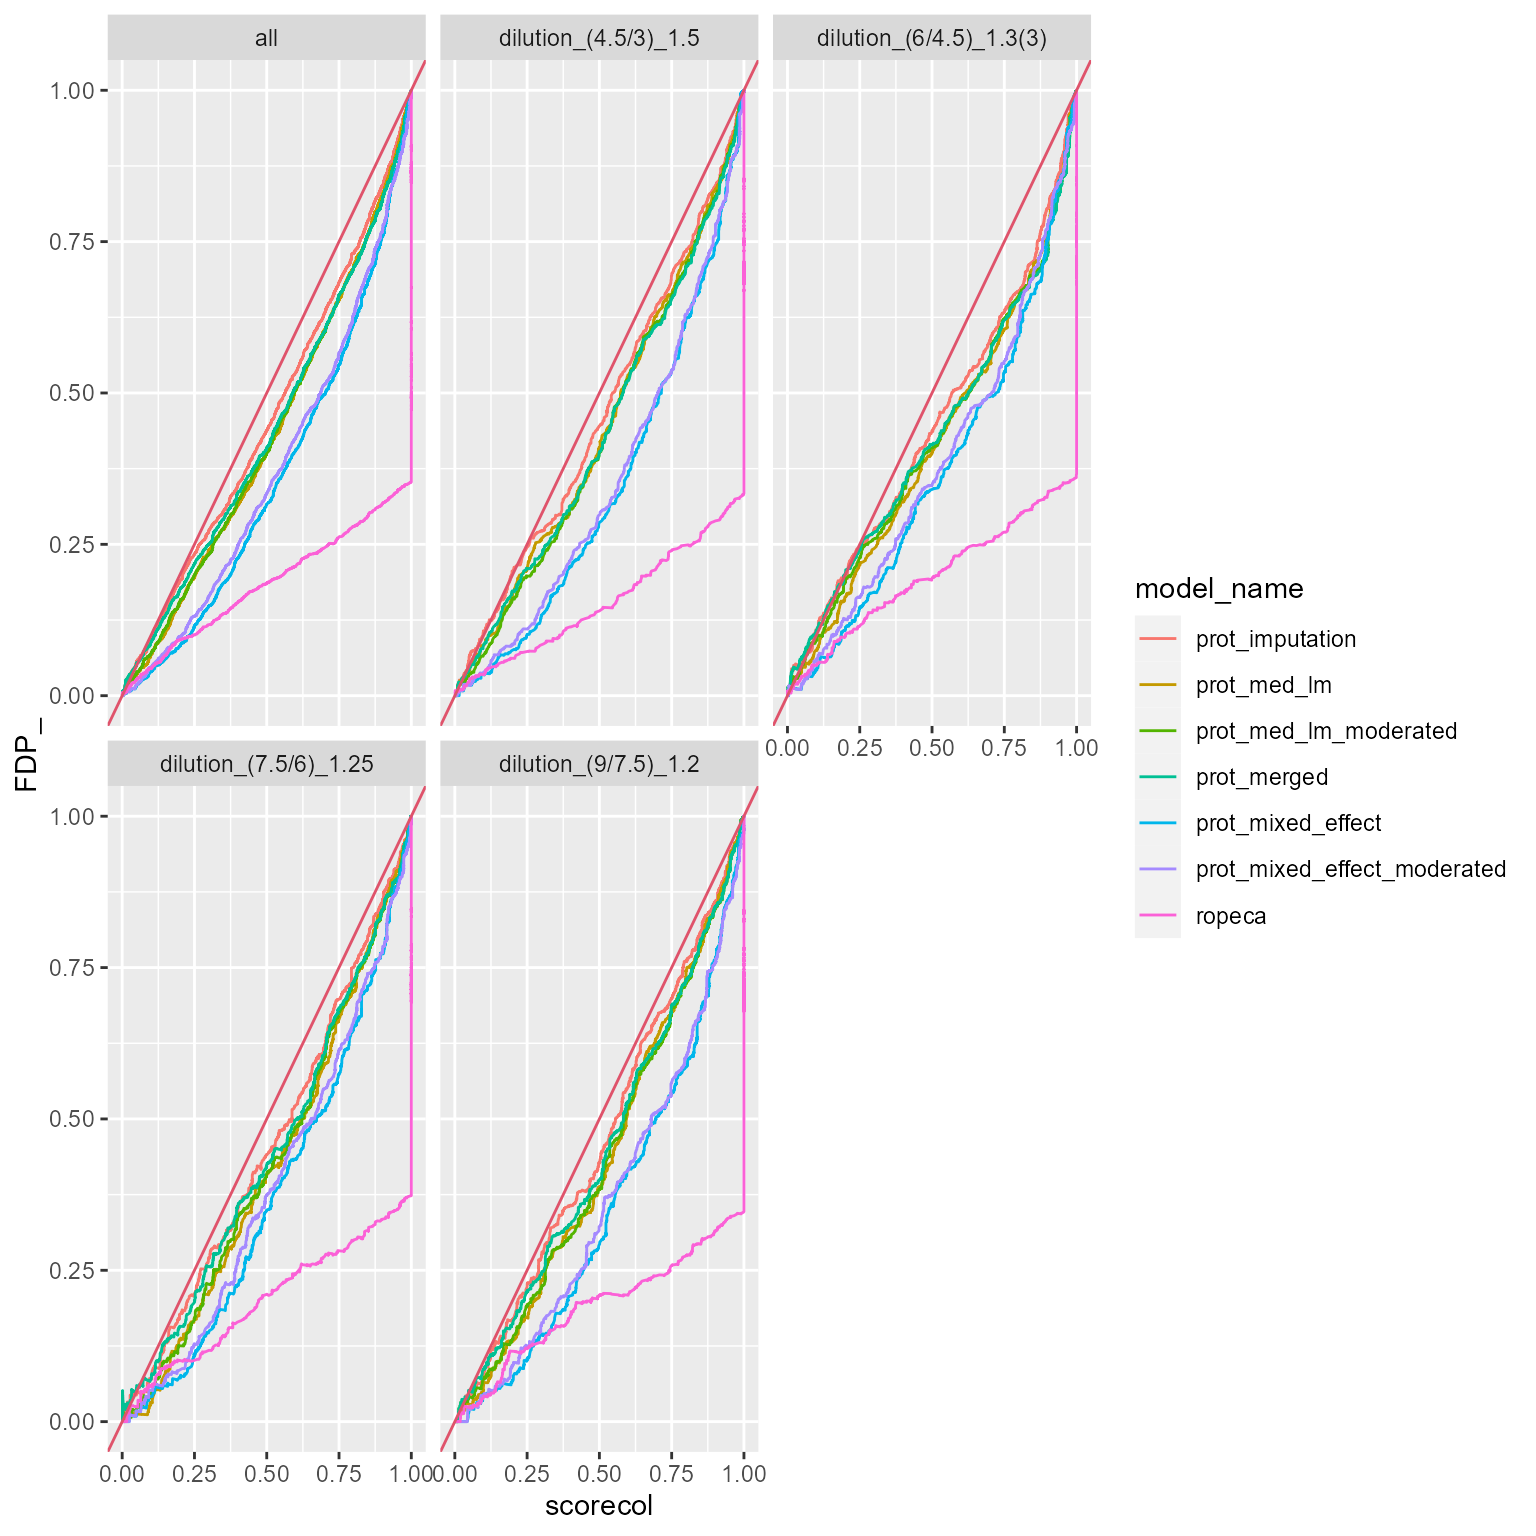 all
dilution_(4.5/3)_1.5
dilution_(6/4.5)_1.3(3)
1.00
0.75
0.50
0.25
0.00
0.00 0.25 0.50 0.75 1.00
dilution_(7.5/6)_1.25
dilution_(9/7.5)_1.2
1.00
0.75
0.50
0.25
0.00
0.00 0.25 0.50 0.75 1.00
0.00 0.25 0.50 0.75 1.00
scorecol
FDP_
model_name
prot_imputation
prot_med_lm
prot_med_lm_moderated
prot_merged
prot_mixed_effect
prot_mixed_effect_moderated
ropeca